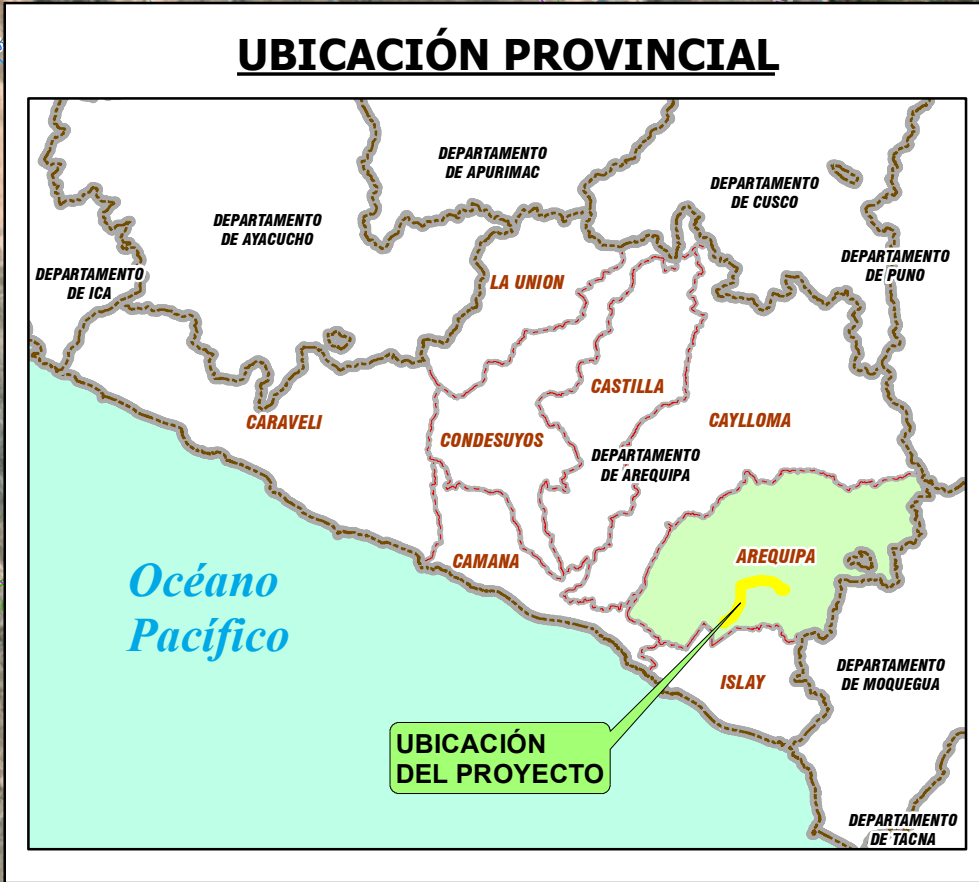 UBICACIÓN PROVINCIAL
DEPARTAMENTO
DE APURIMAC
DEPARTAMENTO
DE CUSCO
DEPARTAMENTO
DE AYACUCHO
DEPARTAMENTO
DE PUNO
DEPARTAMENTO
DE ICA
LA UNION
CASTILLA
CARAVELI
CAYLLOMA
CONDESUYOS
DEPARTAMENTO
DE AREQUIPA
CAMANA
AREQUIPA
Océano
Pacífico
DEPARTAMENTO
DE MOQUEGUA
ISLAY
UBICACIÓN
DEL PROYECTO
DEPARTAMENTO
DE TACNA